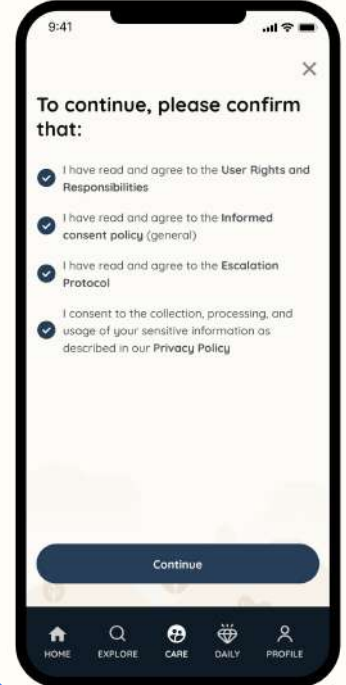 9:41
To continue, please confirm
that:
I have read and agree to the User Rights and
Responsibilities
I have read and agree to the Informed
consent policy (general)
I have read and agree to the Escalation
Protocol
I consent to the collection, processing, and
usage of your sensitive information as
described in our Privacy Policy
Continue
HOME EXPLORE CARE DAILY PROFILE